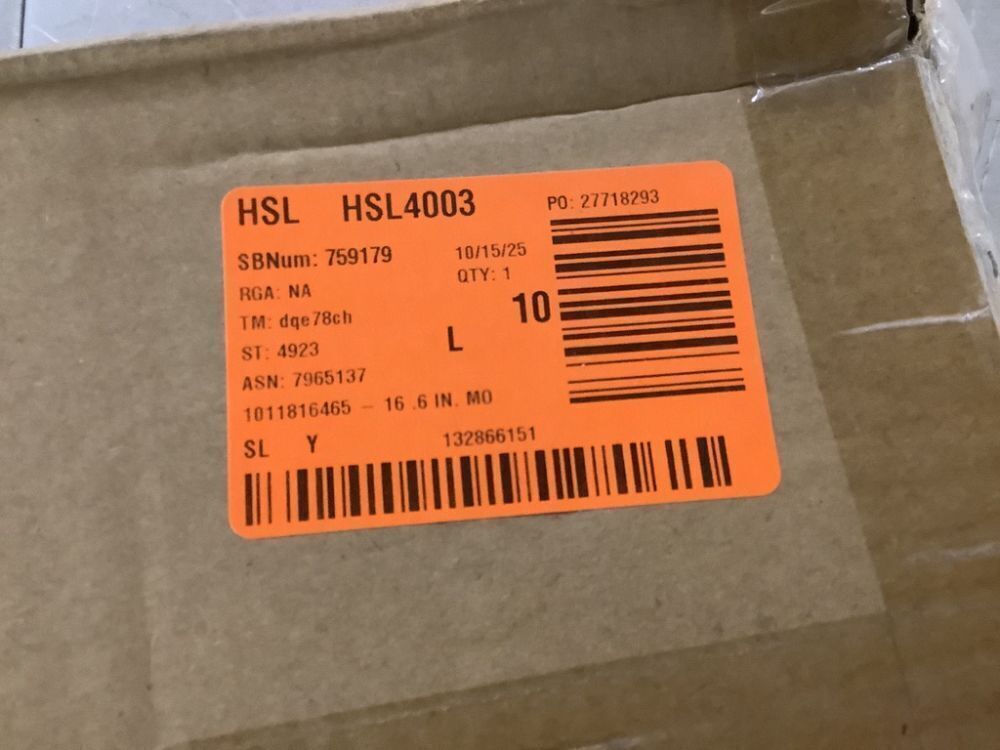 HSL HSL4003
PO: 27718293
SBNum: 759179
10/15/25
RGA: NA
QTY: 1
TM: dqe78ch
10
ST: 4923
L
ASN: 7965137
1011816465 - 16 .6 IN. MO
SL Y
132866151